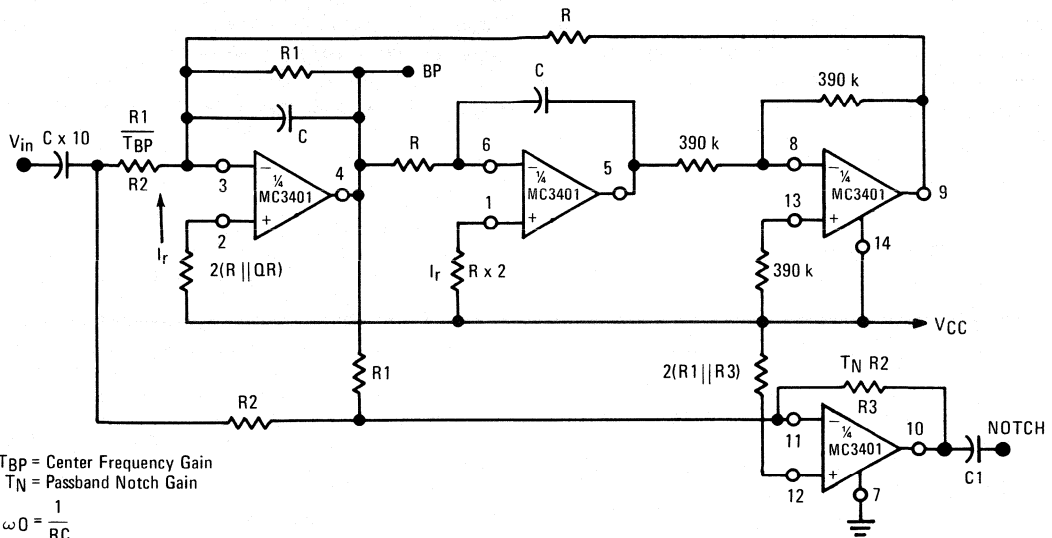 R
R1
BP
C
390 k
C
Vin
C x 10
R1
TBP
R2
3
4
¼
MC3401
R
6
5
¼
MC3401
390 k
8
9
¼
MC3401
2
1
13
14
Ir
2(R || QR)
Ir
R x 2
390 k
VCC
R1
2(R1||R3)
TN R2
R3
R2
11
10
¼
MC3401
NOTCH
C1
12
7
TBP = Center Frequency Gain
TN = Passband Notch Gain
ω0 = 1
RC